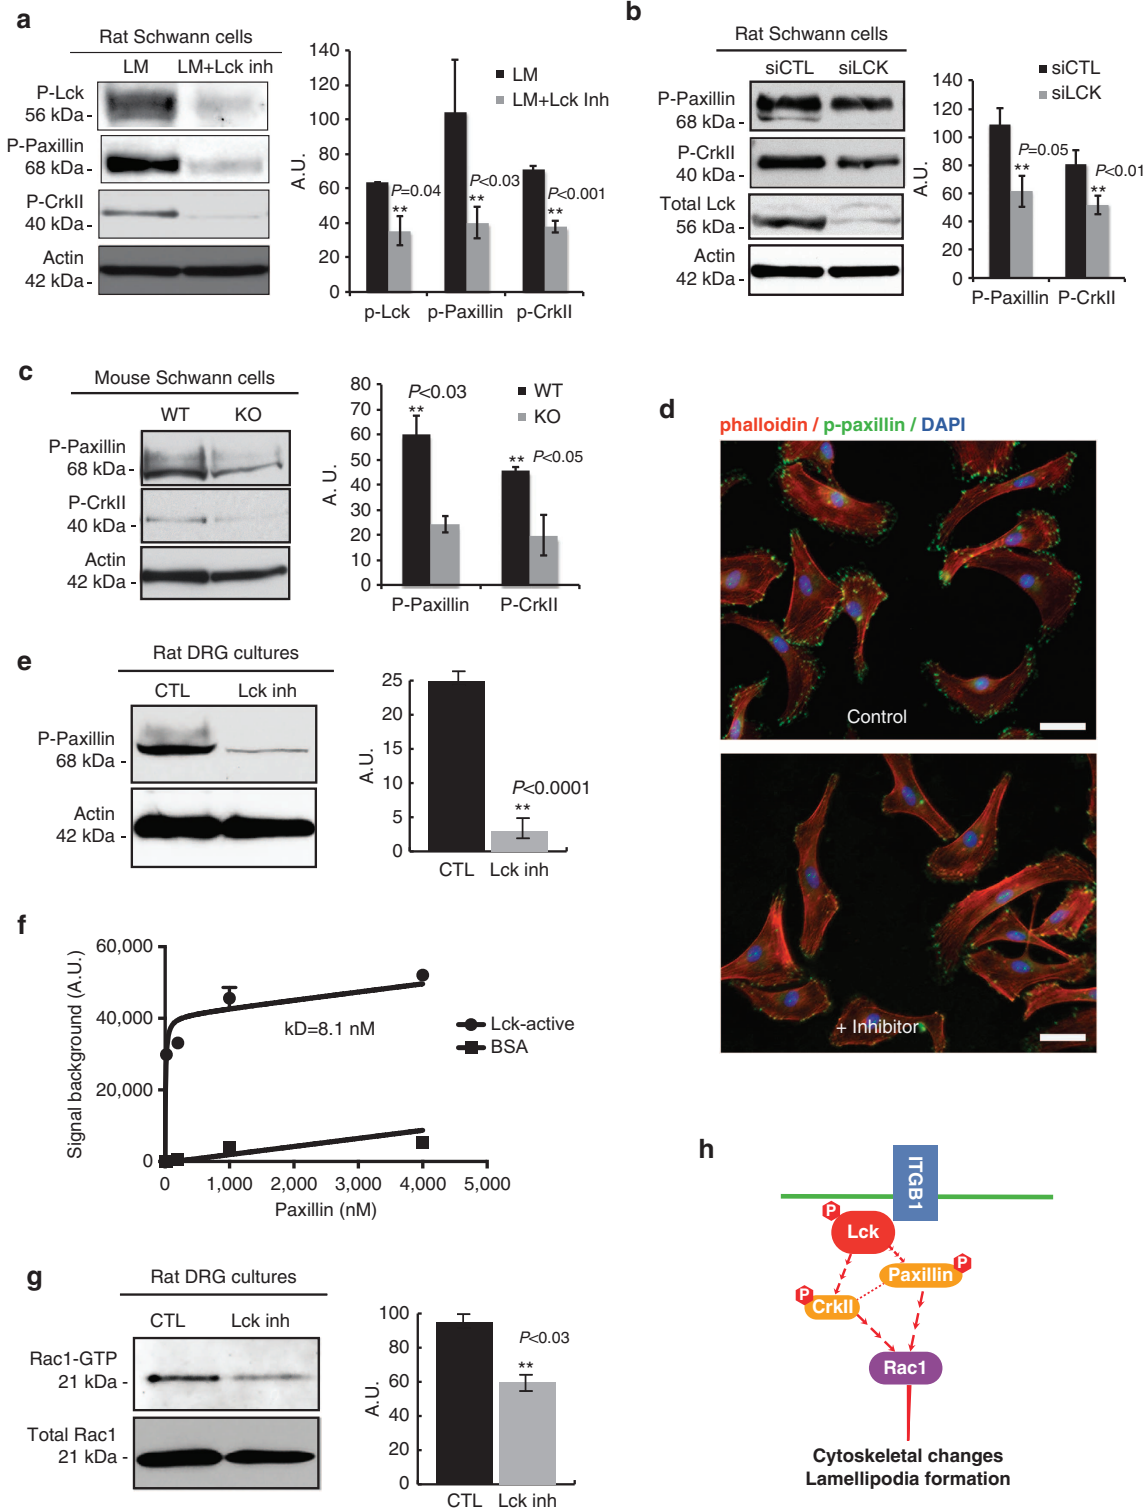 a
Rat Schwann cells
LM LM+Lck inh
P-Lck
56 kDa -
P-Paxillin
68 kDa -
P-CrkII
40 kDa -
Actin
42 kDa -
A.U.
140
120
100
80
60
40
20
0
LM
LM+Lck Inh
P=0.04
**
P<0.03
**
P<0.001
**
p-Lck p-Paxillin p-CrkII
b
Rat Schwann cells
siCTL siLCK
P-Paxillin
68 kDa -
P-CrkII
40 kDa -
Total Lck
56 kDa -
Actin
42 kDa -
A.U.
140
120
100
80
60
40
20
0
siCTL
siLCK
P=0.05
**
P<0.01
**
P-Paxillin P-CrkII
c
Mouse Schwann cells
WT KO
P-Paxillin
68 kDa -
P-CrkII
40 kDa -
Actin
42 kDa -
A. U.
80
70
60
50
40
30
20
10
0
WT
KO
P<0.03
**
P<0.05
**
P-Paxillin P-CrkII
d
phalloidin / p-paxillin / DAPI
Control
+ Inhibitor
e
Rat DRG cultures
CTL Lck inh
P-Paxillin
68 kDa -
Actin
42 kDa -
A.U.
25
20
15
10
5
0
P<0.0001
**
CTL Lck inh
f
Signal background (A.U.)
60,000
40,000
20,000
0
kD=8.1 nM
Lck-active
BSA
0 1,000 2,000 3,000 4,000 5,000
Paxillin (nM)
g
Rat DRG cultures
CTL Lck inh
Rac1-GTP
21 kDa -
Total Rac1
21 kDa -
A.U.
100
80
60
40
20
0
P<0.03
**
CTL Lck inh
h
ITGB1
P
Lck
Paxillin
P
P
CrkII
Rac1
Cytoskeletal changes
Lamellipodia formation